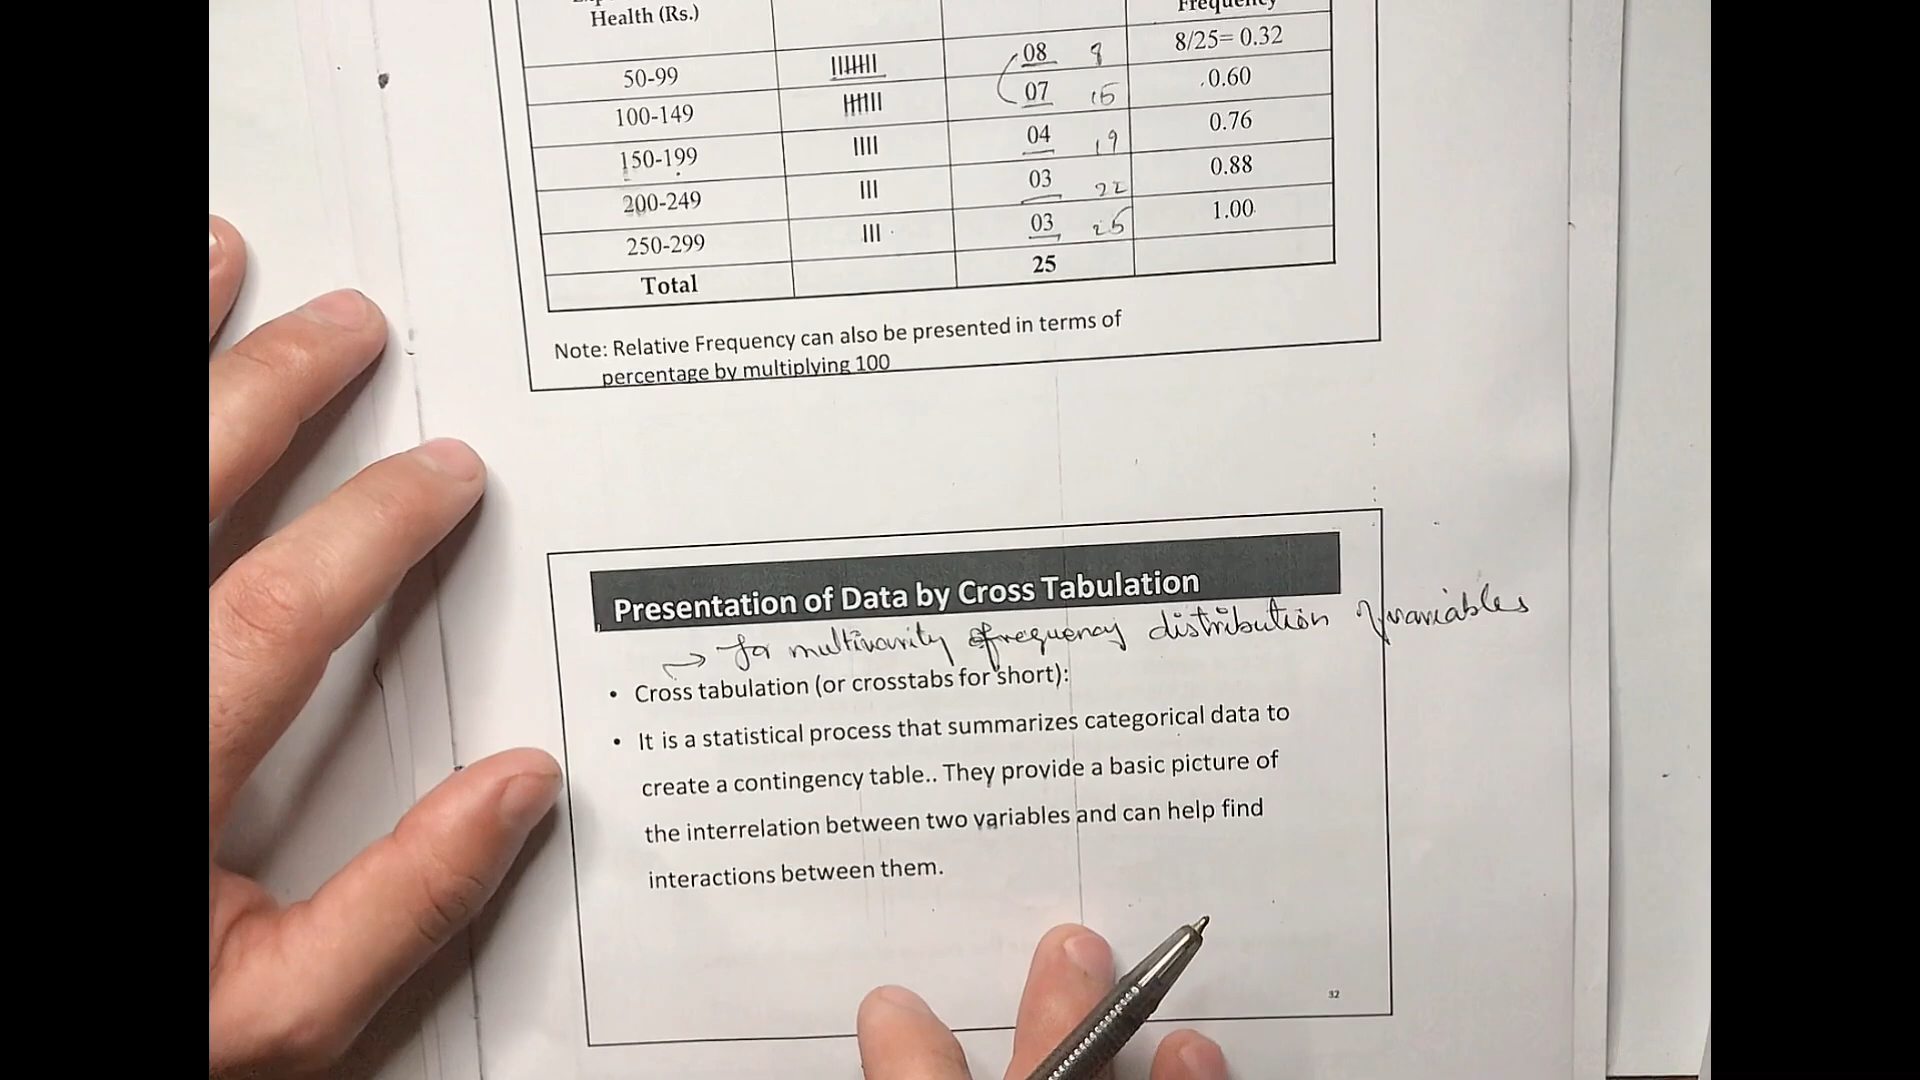 Health (Rs.)
Frequency
50-99 08 8 8/25= 0.32
100-149 07 15 0.60
150-199 04 19 0.76
200-249 03 22 0.88
250-299 03 25 1.00
Total 25
Note: Relative Frequency can also be presented in terms of
percentage by multiplying 100
Presentation of Data by Cross Tabulation
→ for multivarity frequency distribution of variables
• Cross tabulation (or crosstabs for short):
• It is a statistical process that summarizes categorical data to
create a contingency table.. They provide a basic picture of
the interrelation between two variables and can help find
interactions between them.
32